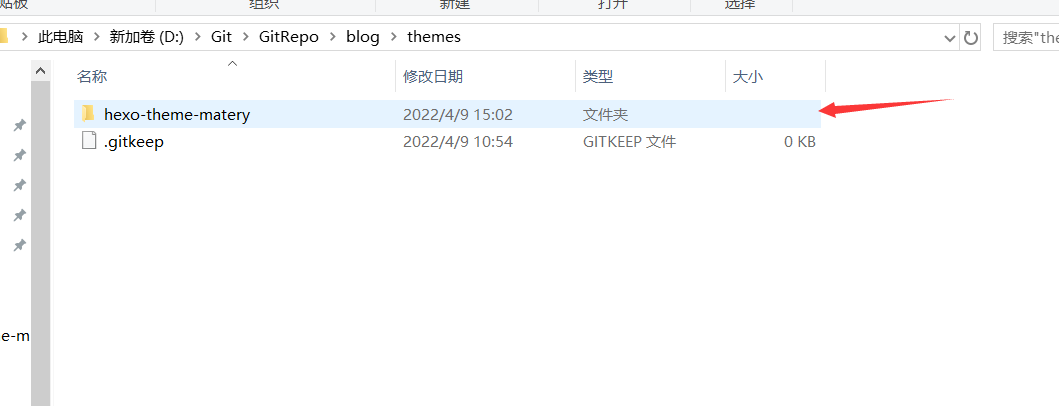 贴板 组织 新建 打开 选择
此电脑 新加卷 (D:) Git GitRepo blog themes 搜索"the
名称 修改日期 类型 大小
hexo-theme-matery 2022/4/9 15:02 文件夹
.gitkeep 2022/4/9 10:54 GITKEEP 文件 0 KB
e-m